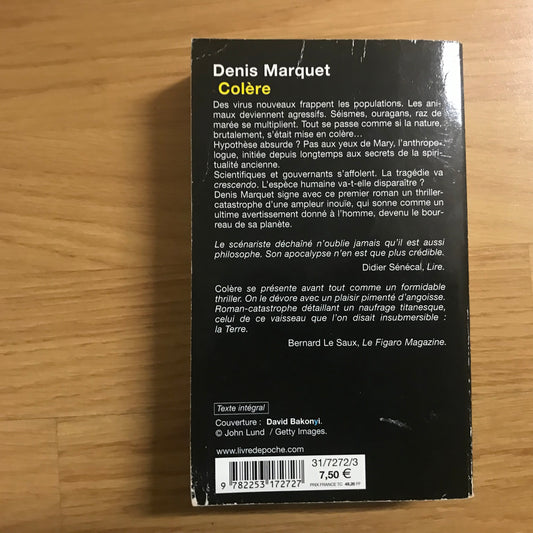 Denis Marquet
Colère
Des virus nouveaux frappent les populations. Les ani-
maux deviennent agressifs. Séismes, ouragans, raz de
marée se multiplient. Tout se passe comme si la nature,
brutalement, s'était mise en colère…
Hypothèse absurde ? Pas aux yeux de Mary, l'anthropo-
logue, initiée depuis longtemps aux secrets de la spiri-
tualité ancienne.
Scientifiques et gouvernants s'affolent. La tragédie va
crescendo. L'espèce humaine va-t-elle disparaître ?
Denis Marquet signe avec ce premier roman un thriller-
catastrophe d'une ampleur inouïe, qui sonne comme un
ultime avertissement donné à l'homme, devenu le bour-
reau de sa planète.
Le scénariste déchaîné n'oublie jamais qu'il est aussi
philosophe. Son apocalypse n'en est que plus crédible.
Didier Sénécal, Lire.
Colère se présente avant tout comme un formidable
thriller. On le dévore avec un plaisir pimenté d'angoisse.
Roman-catastrophe détaillant un naufrage titanesque,
celui de ce vaisseau que l'on disait insubmersible :
la Terre.
Bernard Le Saux, Le Figaro Magazine.
Texte intégral
Couverture : David Bakonyi.
© John Lund / Getty Images.
www.livredepoche.com
31/7272/3
7,50 €
PRIX FRANCE TC 49,20 FF
9 782253 172727